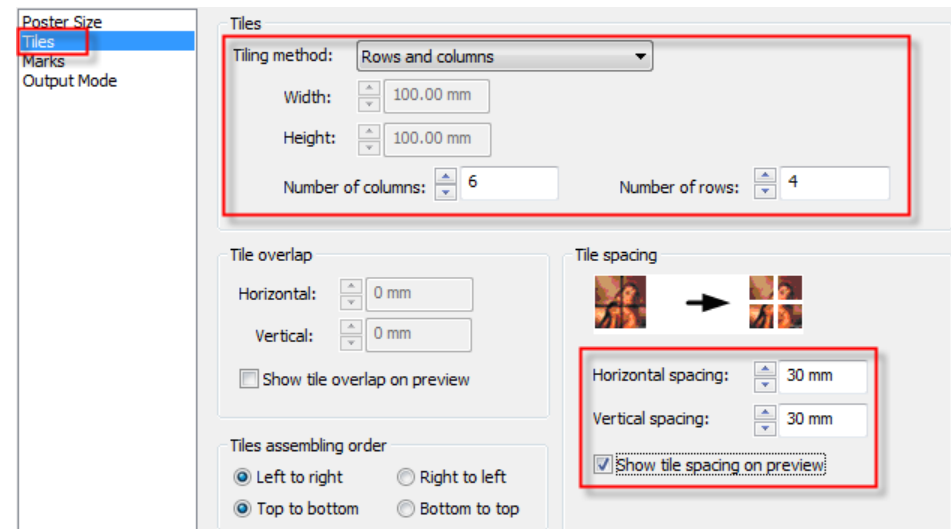 Poster Size
Tiles
Marks
Output Mode
Tiles
Tiling method: Rows and columns
Width: 100.00 mm
Height: 100.00 mm
Number of columns: 6 Number of rows: 4
Tile overlap
Horizontal: 0 mm
Vertical: 0 mm
Show tile overlap on preview
Tile spacing
Horizontal spacing: 30 mm
Vertical spacing: 30 mm
Show tile spacing on preview
Tiles assembling order
Left to right Right to left
Top to bottom Bottom to top